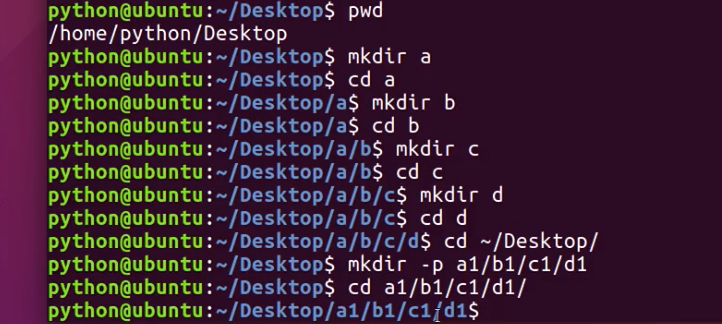 python@ubuntu:~/Desktop$ pwd
/home/python/Desktop
python@ubuntu:~/Desktop$ mkdir a
python@ubuntu:~/Desktop$ cd a
python@ubuntu:~/Desktop/a$ mkdir b
python@ubuntu:~/Desktop/a$ cd b
python@ubuntu:~/Desktop/a/b$ mkdir c
python@ubuntu:~/Desktop/a/b$ cd c
python@ubuntu:~/Desktop/a/b/c$ mkdir d
python@ubuntu:~/Desktop/a/b/c$ cd d
python@ubuntu:~/Desktop/a/b/c/d$ cd ~/Desktop/
python@ubuntu:~/Desktop$ mkdir -p a1/b1/c1/d1
python@ubuntu:~/Desktop$ cd a1/b1/c1/d1/
python@ubuntu:~/Desktop/a1/b1/c1/d1$